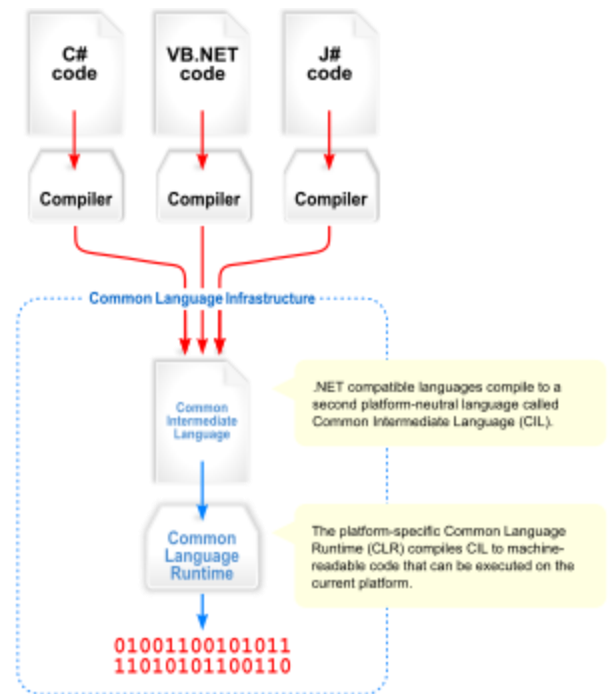 C#
code
VB.NET
code
J#
code
Compiler
Compiler
Compiler
Common Language Infrastructure
Common
Intermediate
Language
.NET compatible languages compile to a
second platform-neutral language called
Common Intermediate Language (CIL).
Common
Language
Runtime
The platform-specific Common Language
Runtime (CLR) compiles CIL to machine-
readable code that can be executed on the
current platform.
01001100101011
11010101100110